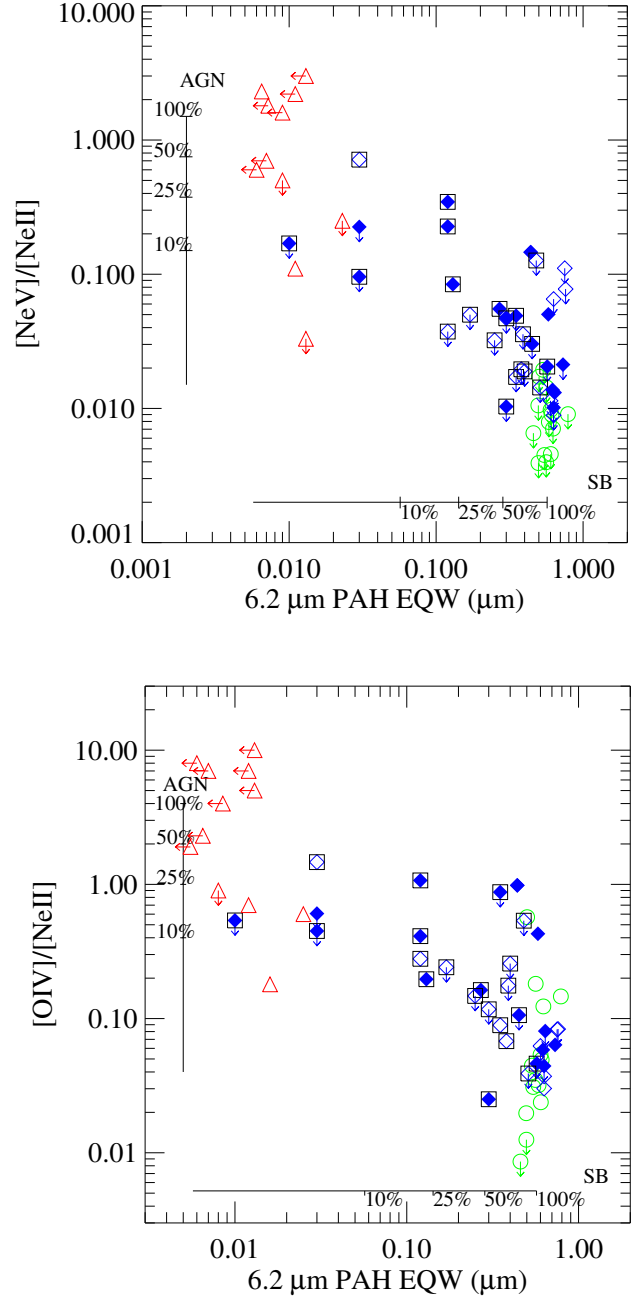 10.000
AGN
100%
1.000
50%
25%
10%
0.100
[NeV]/[NeII]
0.010
SB
10% 25% 50% 100%
0.001
0.001 0.010 0.100 1.000
6.2 μm PAH EQW (μm)
10.00
AGN
100%
50%
1.00
25%
10%
[OIV]/[NeII]
0.10
0.01
SB
10% 25% 50% 100%
0.01 0.10 1.00
6.2 μm PAH EQW (μm)